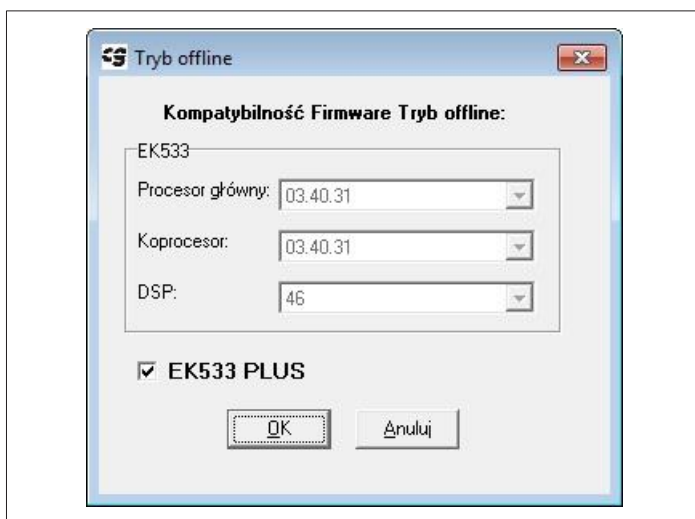 Tryb offline
Kompatybilność Firmware Tryb offline:
EK533
Procesor główny: 03.40.31
Koprocesor: 03.40.31
DSP: 46
EK533 PLUS
OK Anuluj